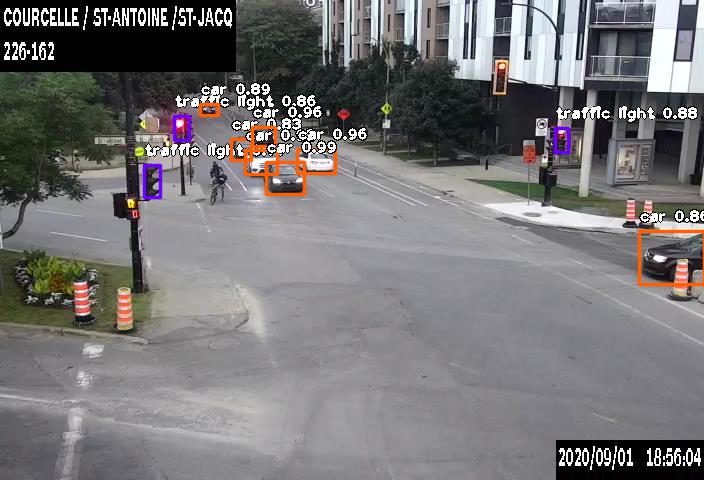 COURCELLE / ST-ANTOINE /ST-JACQ
226-162
car 0.89
traffic light 0.86
car 0.96
car 0.83
car 0.96
car 0.99
traffic light
traffic light 0.88
car 0.86
2020/09/01 18:56:04